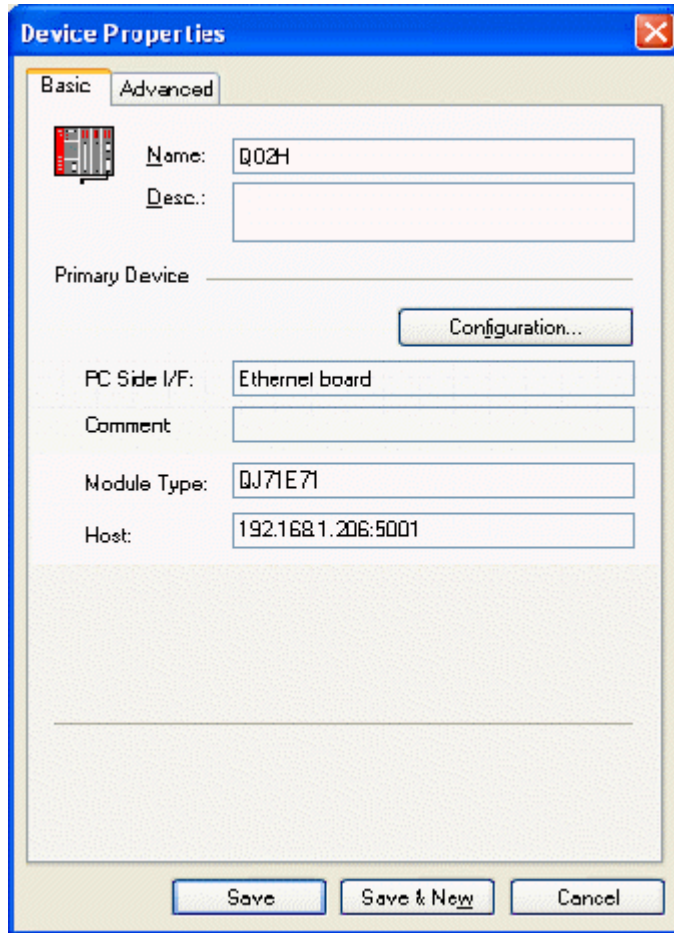 Device Properties
Basic Advanced
Name: Q02H
Desc.:
Primary Device
Configuration...
PC Side I/F: Ethernet board
Comment
Module Type: QJ71E71
Host: 192.168.1.206:5001
Save Save & New Cancel